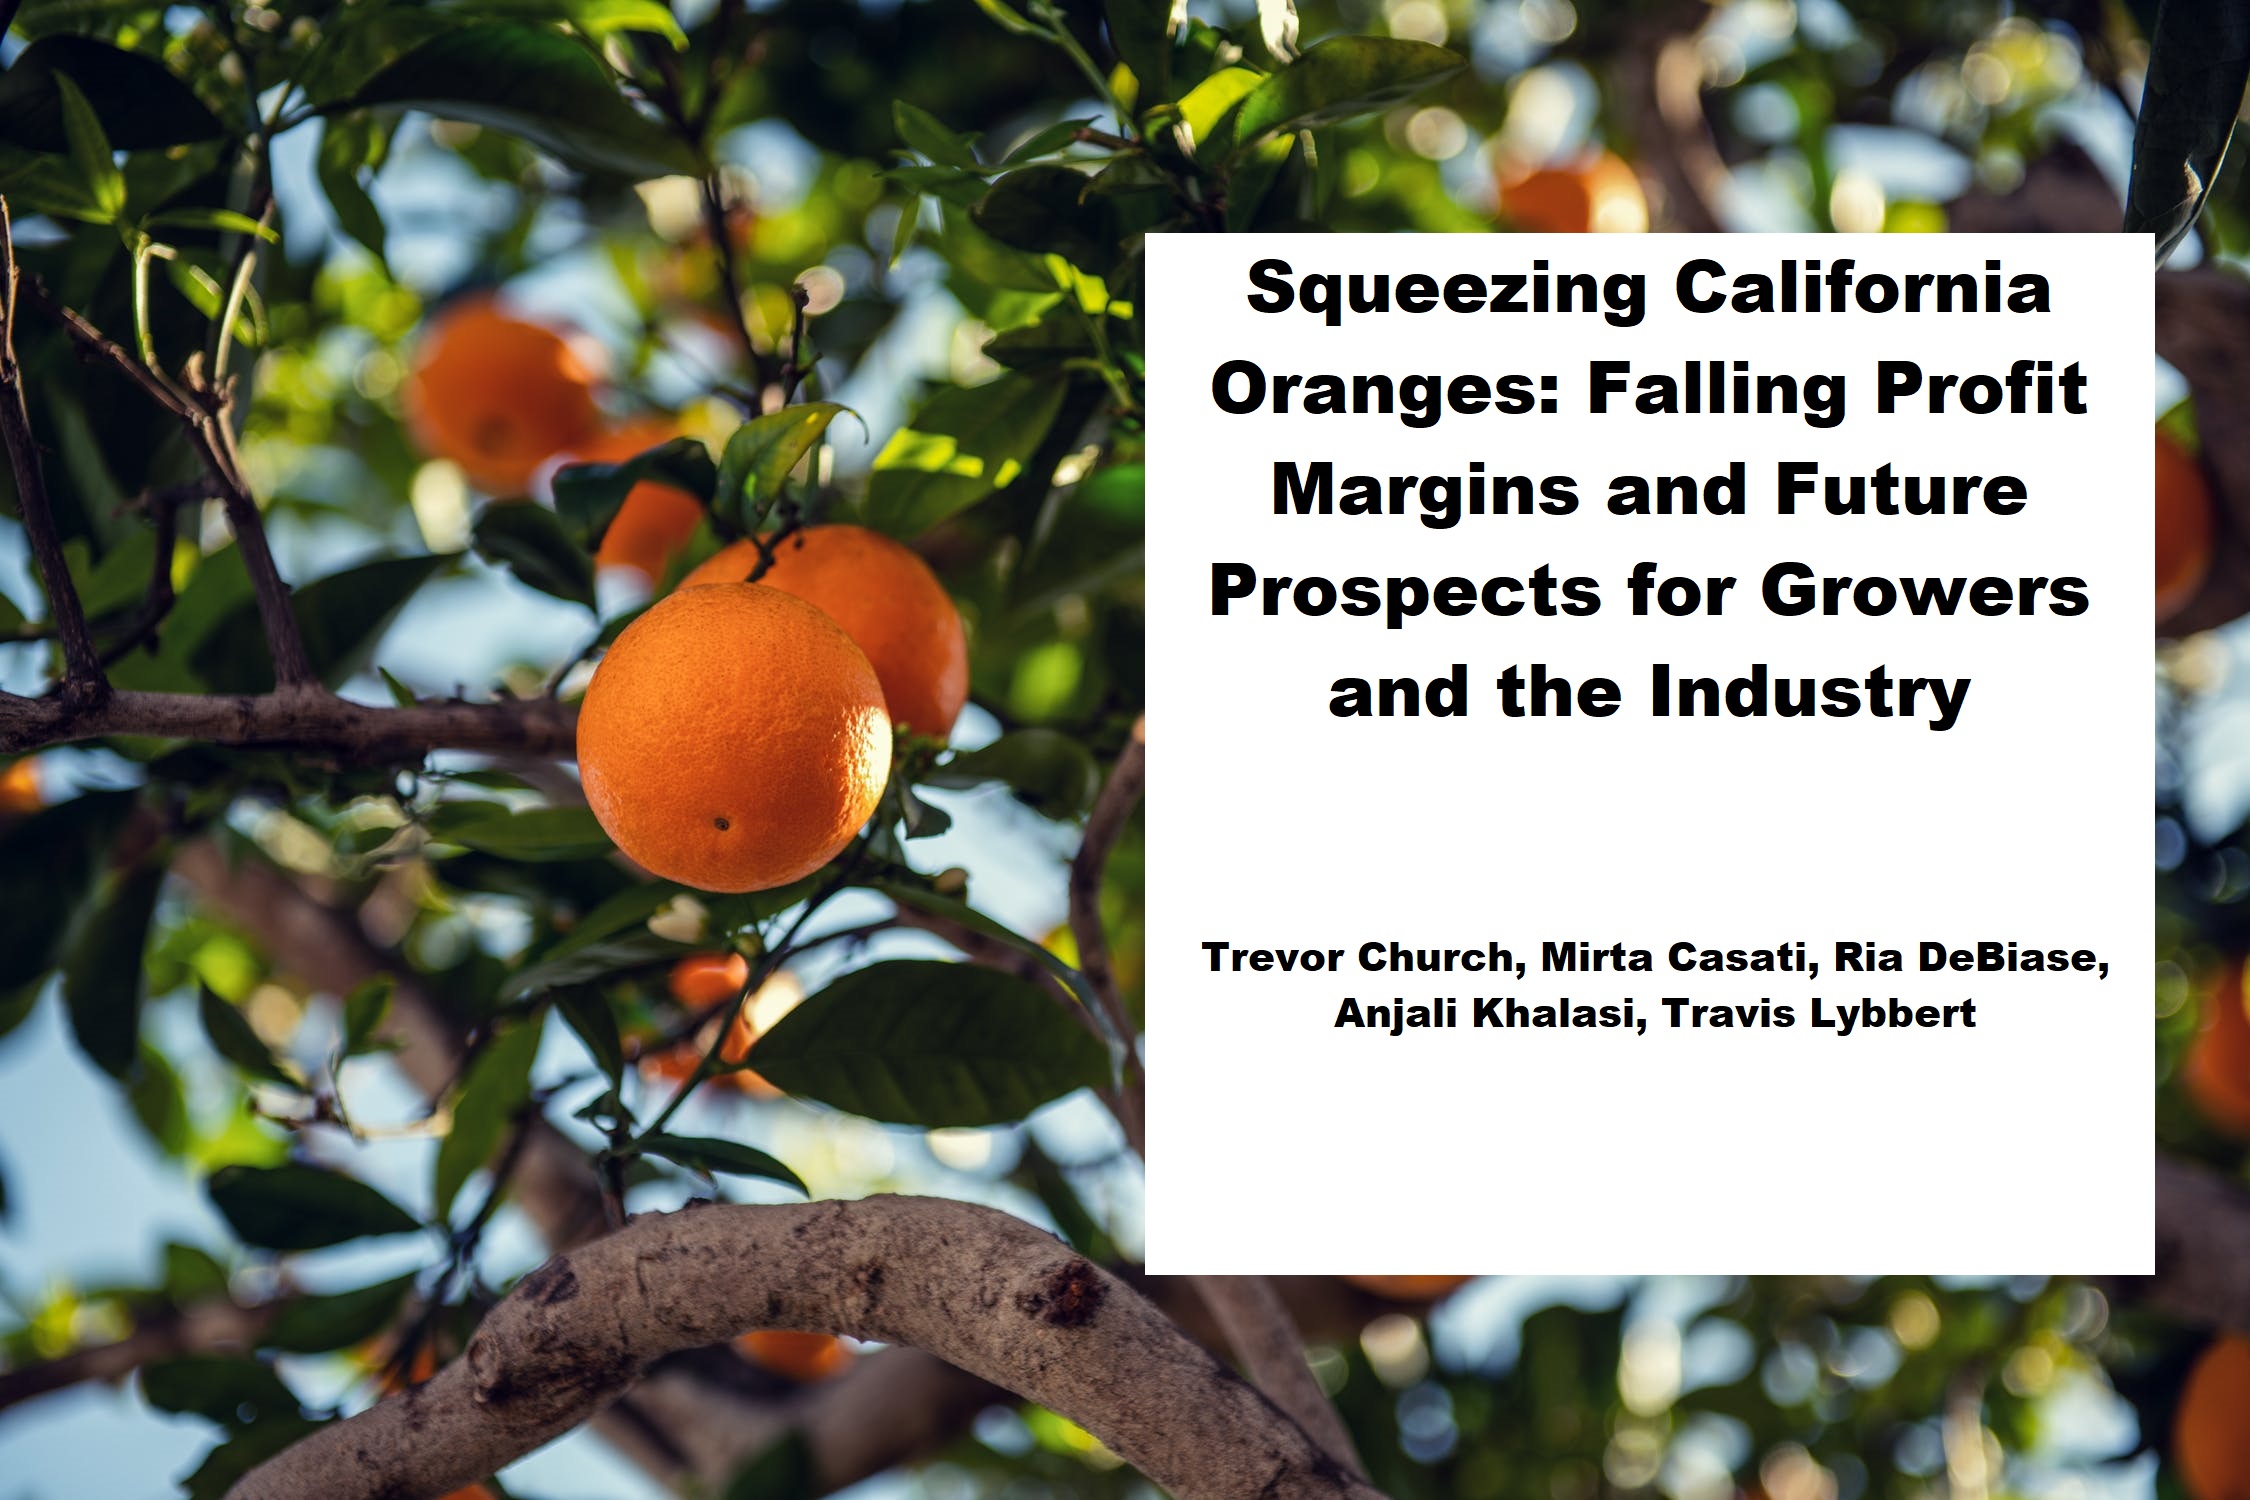 Squeezing California
Oranges: Falling Profit
Margins and Future
Prospects for Growers
and the Industry
Trevor Church, Mirta Casati, Ria DeBiase,
Anjali Khalasi, Travis Lybbert